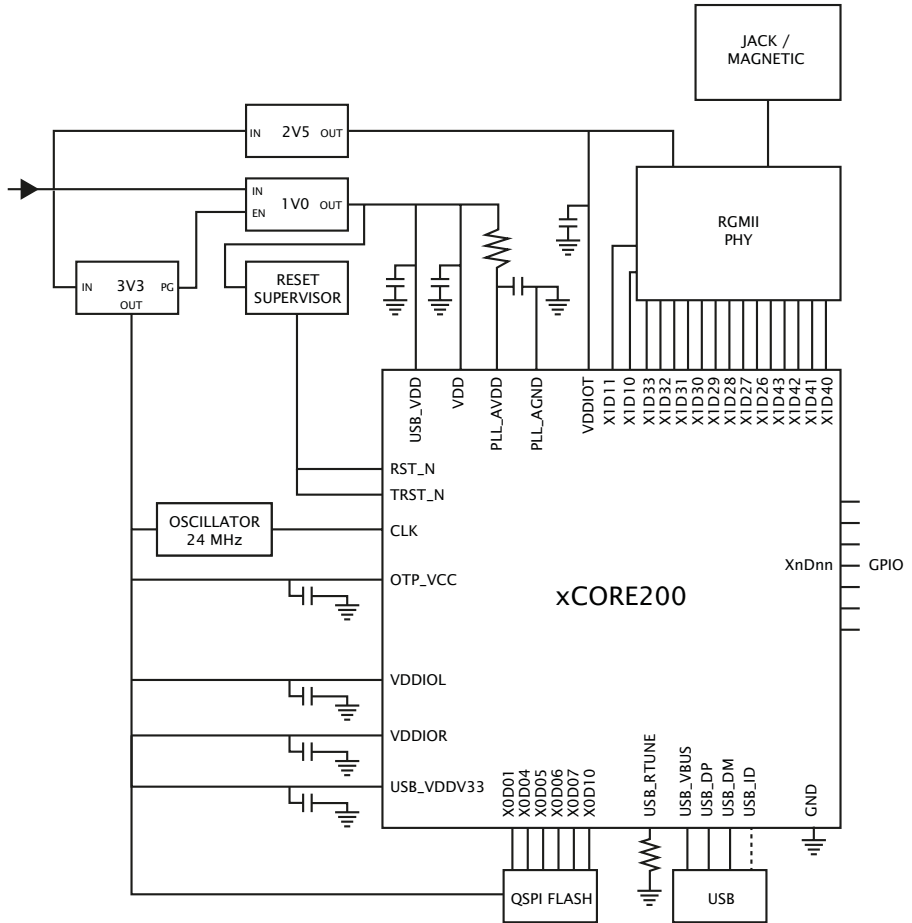 JACK /
MAGNETIC
IN 2V5 OUT
IN
1V0 OUT
EN
RGMII
PHY
IN 3V3 PG
OUT
RESET
SUPERVISOR
USB_VDD
VDD
PLL_AVDD
PLL_AGND
VDDIOT
X1D11
X1D10
X1D33
X1D32
X1D31
X1D30
X1D29
X1D28
X1D27
X1D26
X1D43
X1D42
X1D41
X1D40
RST_N
TRST_N
OSCILLATOR
24 MHz
CLK
XnDnn GPIO
OTP_VCC
xCORE200
VDDIOL
VDDIOR
USB_VDDV33
X0D01
X0D04
X0D05
X0D06
X0D07
X0D10
USB_RTUNE
USB_VBUS
USB_DP
USB_DM
USB_ID
GND
QSPI FLASH
USB